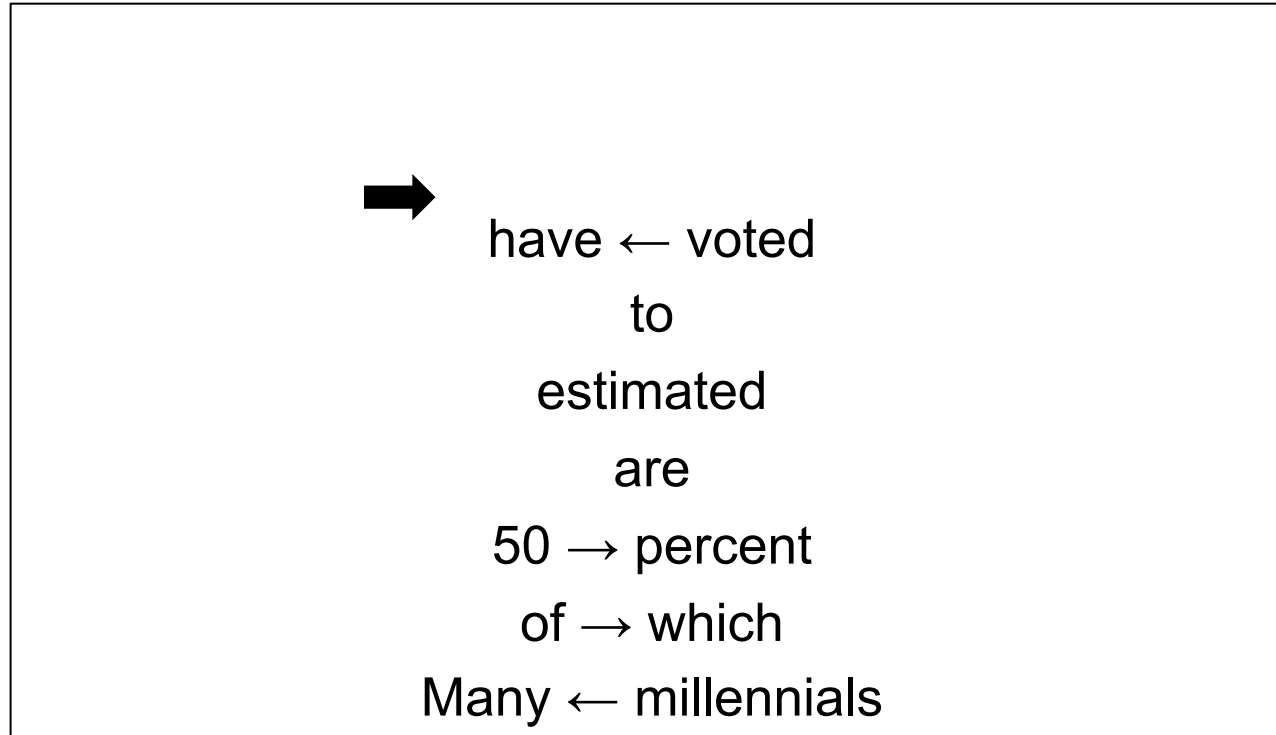 have ← voted
to
estimated
are
50 → percent
of → which
Many ← millennials